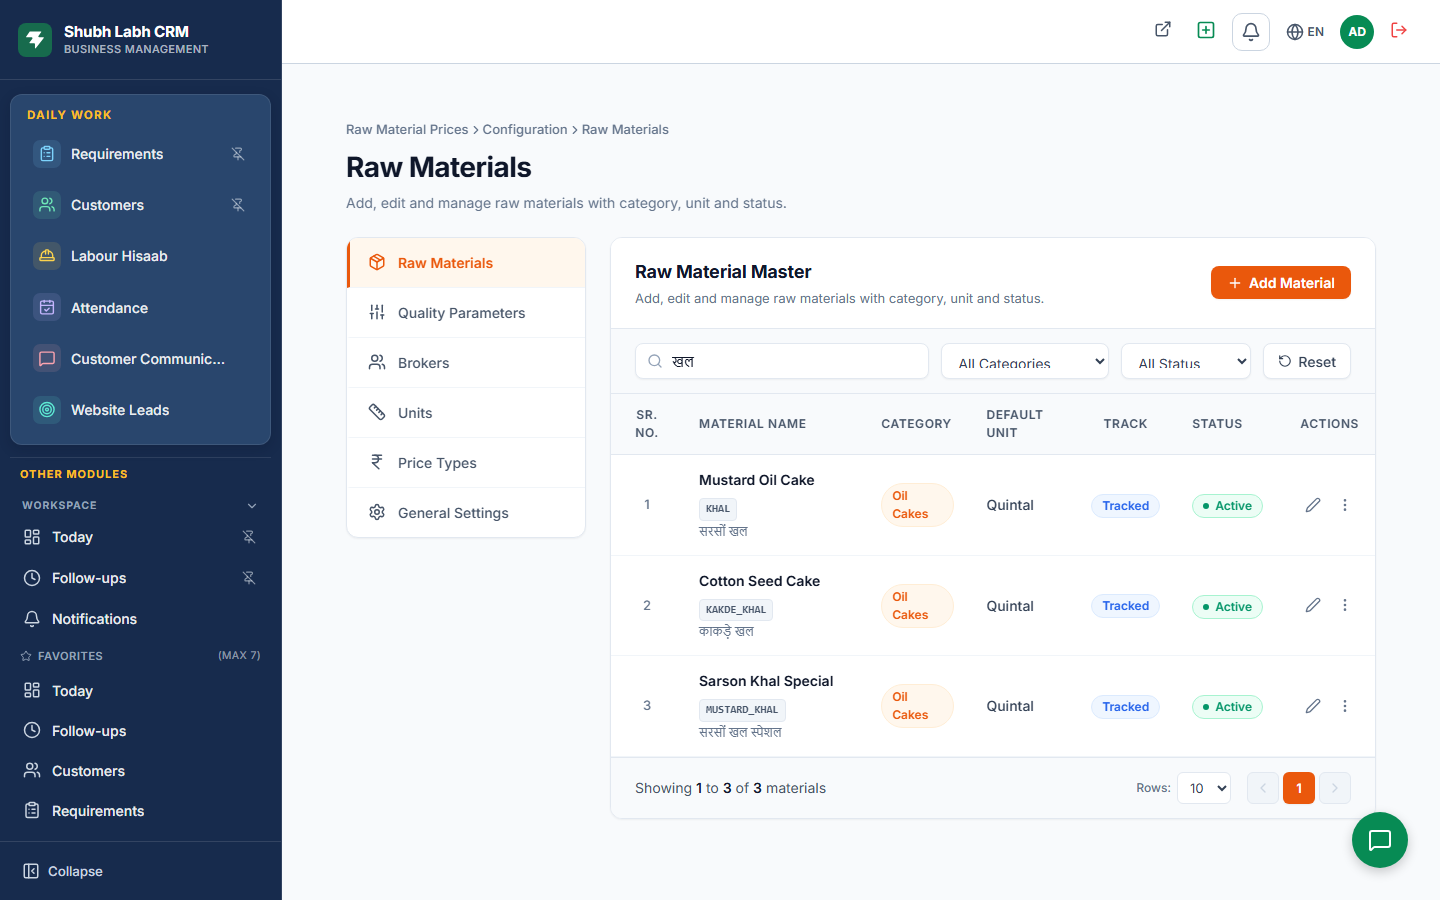 Shubh Labh CRM
BUSINESS MANAGEMENT
DAILY WORK
Requirements
Customers
Labour Hisaab
Attendance
Customer Communic...
Website Leads
OTHER MODULES
WORKSPACE
Today
Follow-ups
Notifications
FAVORITES (MAX 7)
Today
Follow-ups
Customers
Requirements
Collapse
EN
AD
Raw Material Prices > Configuration > Raw Materials
Raw Materials
Add, edit and manage raw materials with category, unit and status.
Raw Materials
Quality Parameters
Brokers
Units
Price Types
General Settings
Raw Material Master
Add, edit and manage raw materials with category, unit and status.
+ Add Material
खल
All Categories
All Status
Reset
SR. NO. MATERIAL NAME CATEGORY DEFAULT UNIT TRACK STATUS ACTIONS
1
Mustard Oil Cake
KHAL
सरसों खल
Oil Cakes
Quintal
Tracked
Active
2
Cotton Seed Cake
KAKDE_KHAL
काकड़े खल
Oil Cakes
Quintal
Tracked
Active
3
Sarson Khal Special
MUSTARD_KHAL
सरसों खल स्पेशल
Oil Cakes
Quintal
Tracked
Active
Showing 1 to 3 of 3 materials
Rows: 10
1